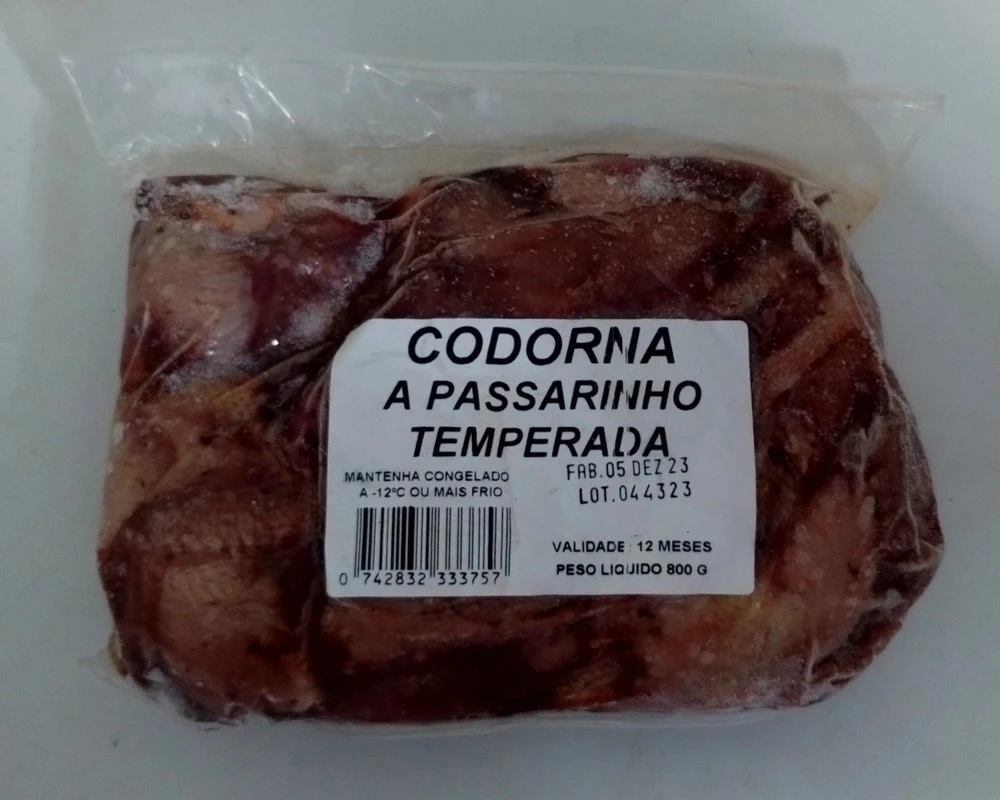 CODORNA
A PASSARINHO
TEMPERADA
MANTENHA CONGELADO
A -12ºC OU MAIS FRIO
FAB.05 DEZ 23
LOT.044323
VALIDADE: 12 MESES
PESO LIQUIDO 800 G
0 742832 333757